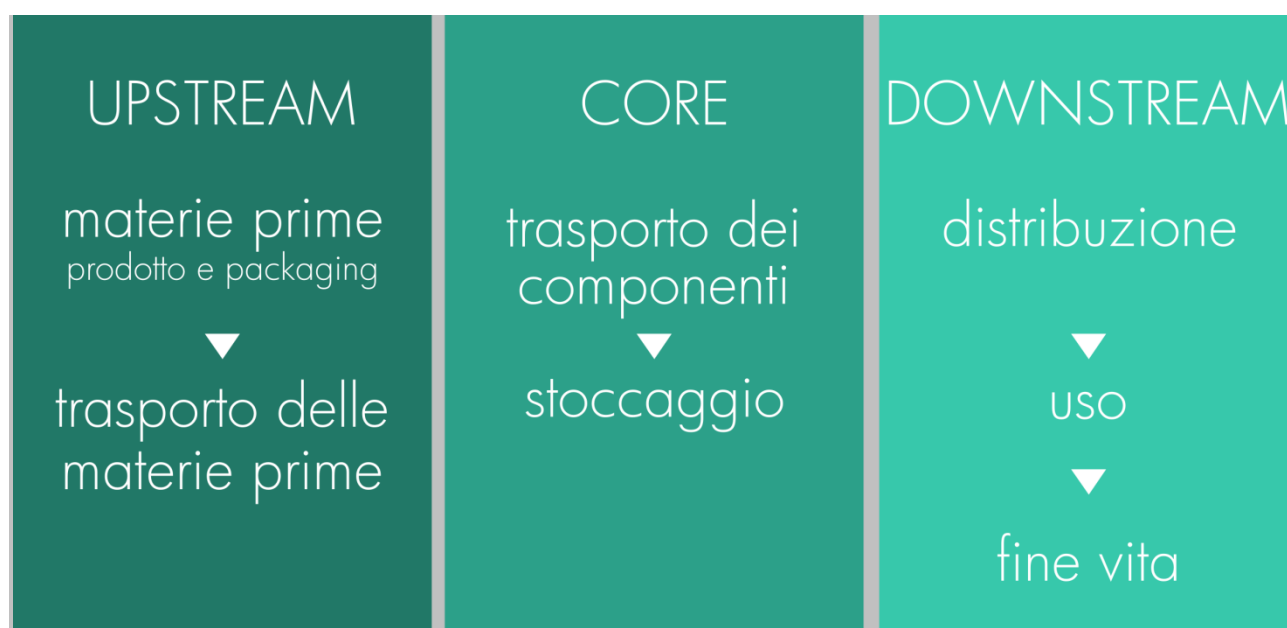 UPSTREAM
materie prime
prodotto e packaging
trasporto delle
materie prime
CORE
trasporto dei
componenti
stoccaggio
DOWNSTREAM
distribuzione
uso
fine vita